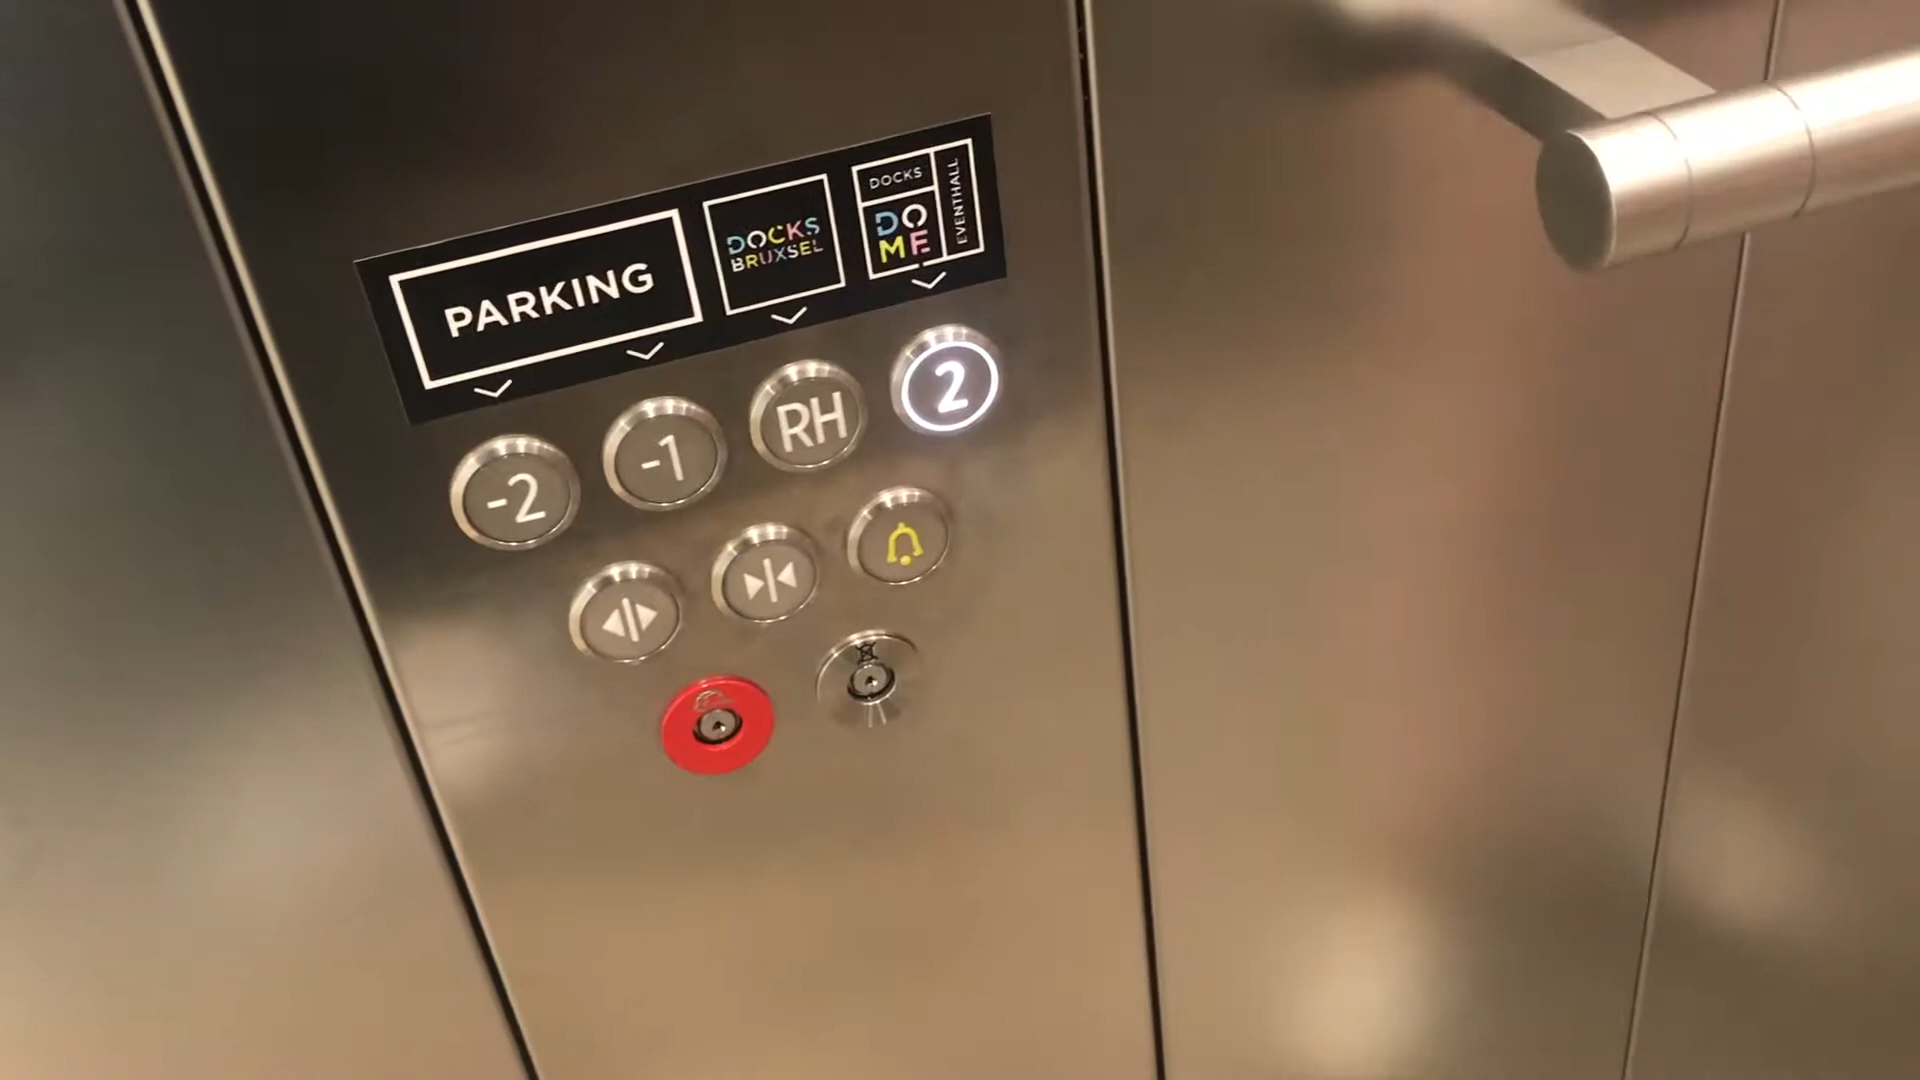 PARKING
DOCKS
BRUXSEL
DOCKS
DO
ME
EVENTHALL
-2
-1
RH
2